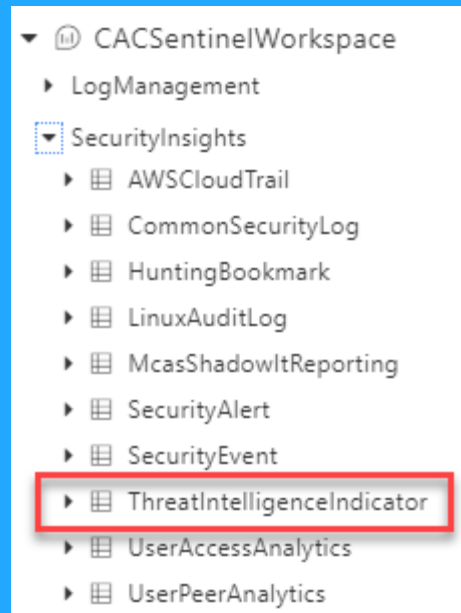 CACSentinelWorkspace
LogManagement
SecurityInsights
AWSCloudTrail
CommonSecurityLog
HuntingBookmark
LinuxAuditLog
McasShadowItReporting
SecurityAlert
SecurityEvent
ThreatIntelligenceIndicator
UserAccessAnalytics
UserPeerAnalytics